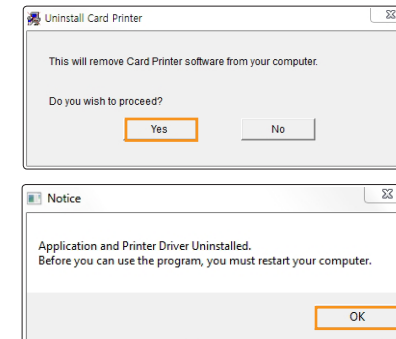 Uninstall Card Printer
This will remove Card Printer software from your computer.
Do you wish to proceed?
Yes
No
Notice
Application and Printer Driver Uninstalled.
Before you can use the program, you must restart your computer.
OK